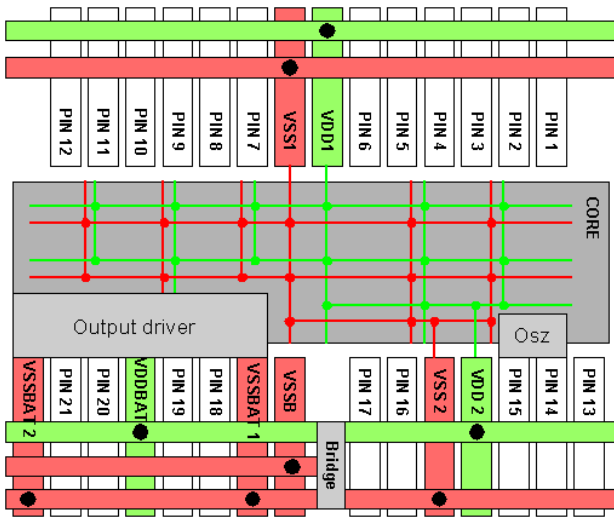 PIN 12
PIN 11
PIN 10
PIN 9
PIN 8
PIN 7
VSS1
VDD1
PIN 6
PIN 5
PIN 4
PIN 3
PIN 2
PIN 1
CORE
Output driver
Osz
VSSBAT 2
PIN 21
PIN 20
VDDBAT
PIN 19
PIN 18
VSSBAT 1
VSSB
Bridge
PIN 17
PIN 16
VSS 2
VDD 2
PIN 15
PIN 14
PIN 13